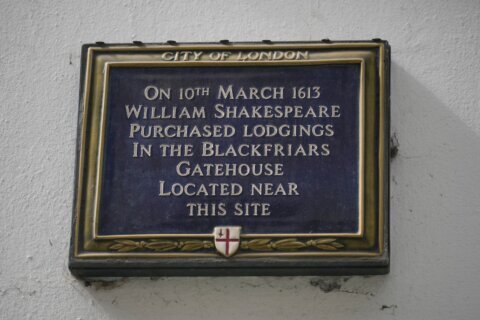 CITY OF LONDON
ON 10TH MARCH 1613
WILLIAM SHAKESPEARE
PURCHASED LODGINGS
IN THE BLACKFRIARS
GATEHOUSE
LOCATED NEAR
THIS SITE